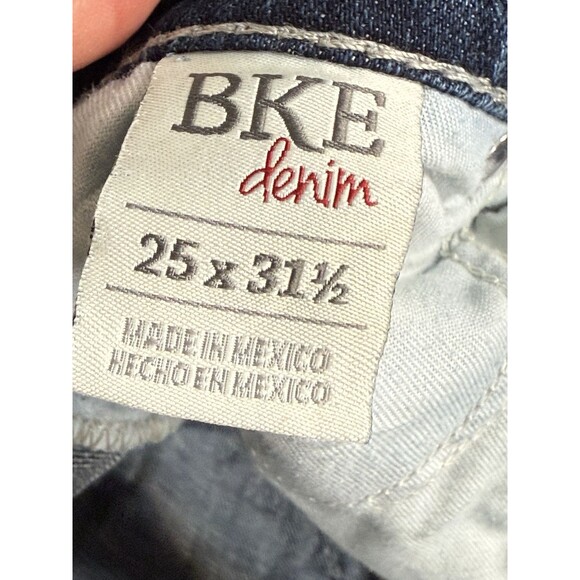 BKE
denim
25 x 31½
MADE IN MEXICO
HECHO EN MEXICO